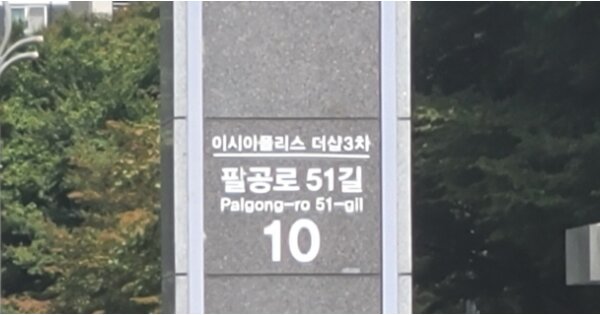 이시아폴리스 더샵3차
팔공로 51길
Palgong-ro 51-gil
10